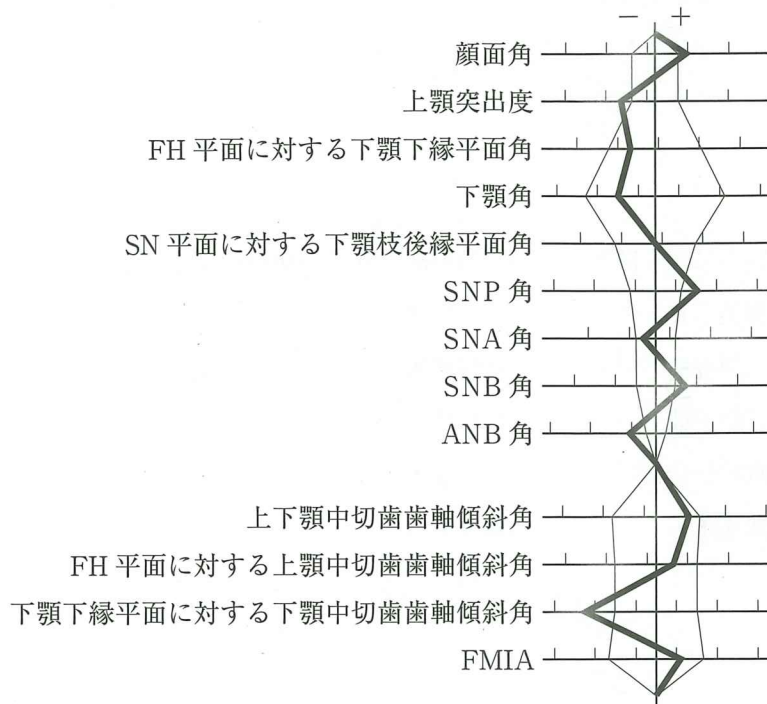 − +
顔面角
上顎突出度
FH 平面に対する下顎下縁平面角
下顎角
SN 平面に対する下顎枝後縁平面角
SNP 角
SNA 角
SNB 角
ANB 角
上下顎中切歯歯軸傾斜角
FH 平面に対する上顎中切歯歯軸傾斜角
下顎下縁平面に対する下顎中切歯歯軸傾斜角
FMIA